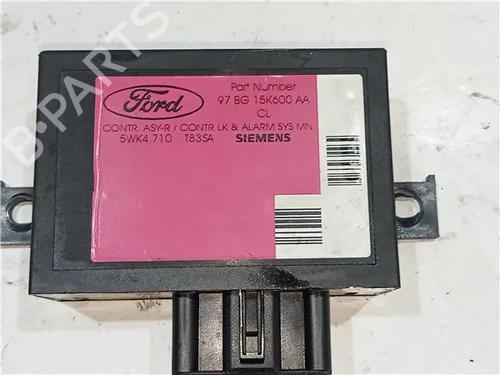 Ford
Part Number
97 BG 15K600 AA
CL
CONTR. ASY-R / CONTR LK & ALARM SYS MN
5WK4 710 T83SA SIEMENS
B-PARTS